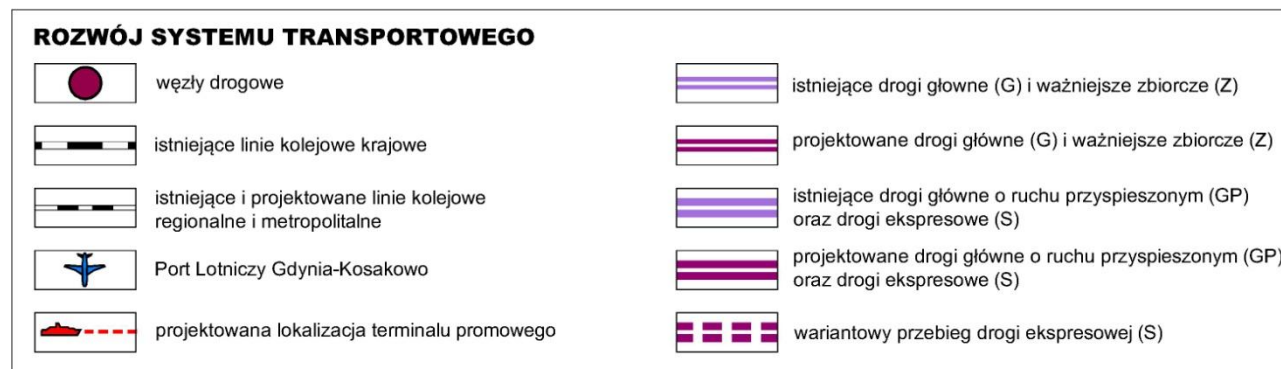 ROZWÓJ SYSTEMU TRANSPORTOWEGO
węzły drogowe
istniejące linie kolejowe krajowe
istniejące i projektowane linie kolejowe
regionalne i metropolitalne
Port Lotniczy Gdynia-Kosakowo
projektowana lokalizacja terminalu promowego
istniejące drogi głowne (G) i ważniejsze zbiorcze (Z)
projektowane drogi główne (G) i ważniejsze zbiorcze (Z)
istniejące drogi główne o ruchu przyspieszonym (GP)
oraz drogi ekspresowe (S)
projektowane drogi główne o ruchu przyspieszonym (GP)
oraz drogi ekspresowe (S)
wariantowy przebieg drogi ekspresowej (S)